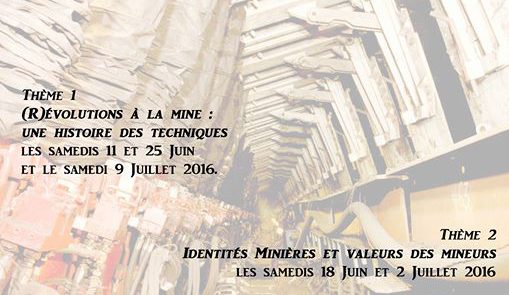 Thème 1
(R)évolutions à la mine :
une histoire des techniques
les samedis 11 et 25 Juin
et le samedi 9 Juillet 2016.
Thème 2
Identités Minières et valeurs des mineurs
les samedis 18 Juin et 2 Juillet 2016